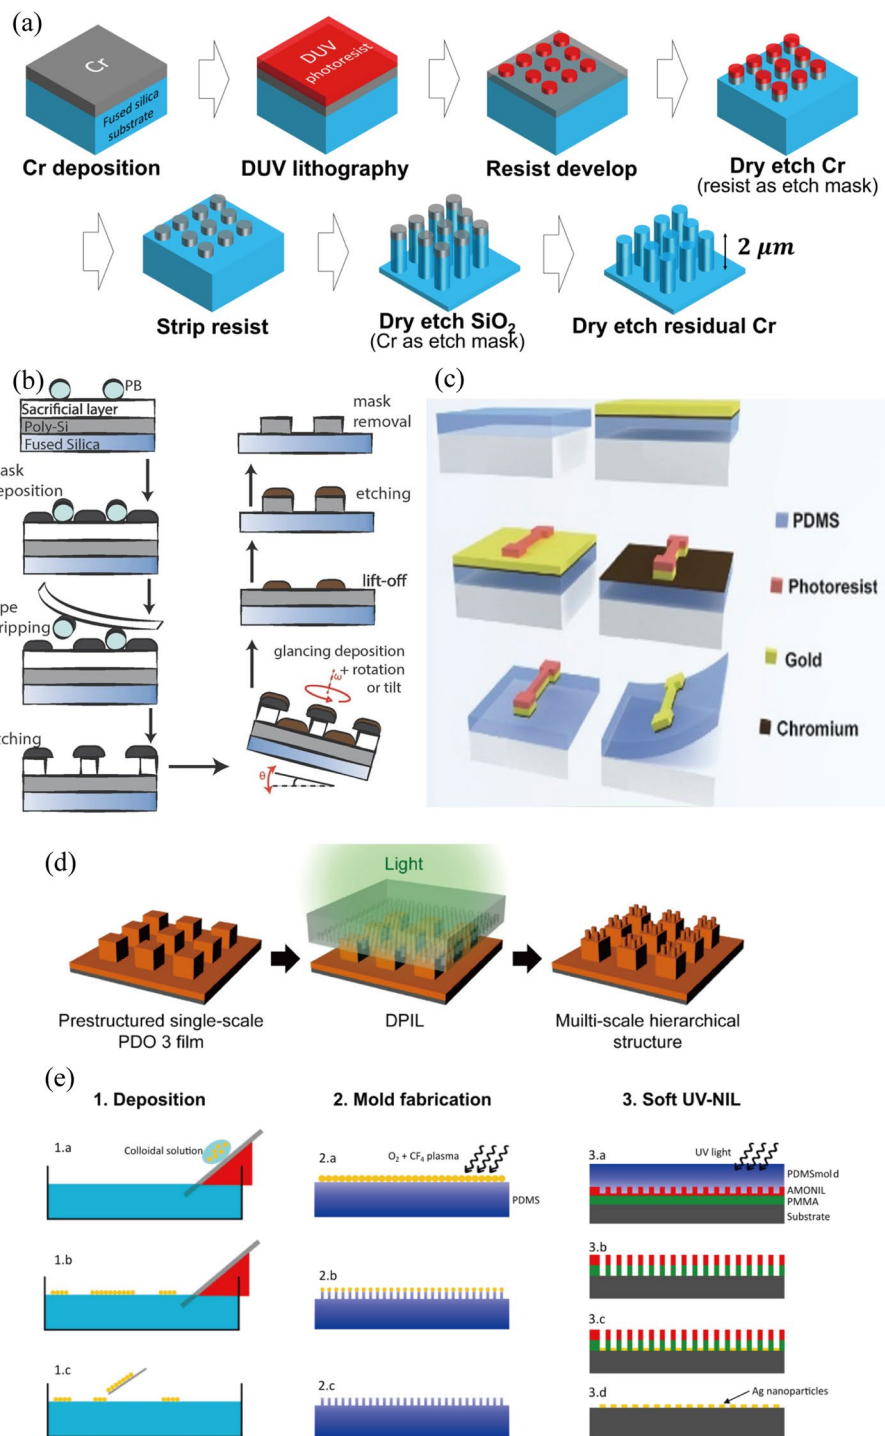 (a)
Cr
Fused silica
substrate
Cr deposition
DUV
photoresist
DUV lithography
Resist develop
Dry etch Cr
(resist as etch mask)
Strip resist
Dry etch SiO₂
(Cr as etch mask)
2 μm
Dry etch residual Cr
(b)
PB
Sacrificial layer
Poly-Si
Fused Silica
ask
eposition
pe
ripping
tching
mask
removal
etching
lift-off
glancing deposition
+ rotation
or tilt
ω
θ
(c)
PDMS
Photoresist
Gold
Chromium
(d)
Light
Prestructured single-scale
PDO 3 film
DPIL
Muilti-scale hierarchical
structure
(e)
1. Deposition
1.a
Colloidal solution
1.b
1.c
2. Mold fabrication
2.a
O₂ + CF₄ plasma
PDMS
2.b
2.c
3. Soft UV-NIL
3.a
UV light
PDMSmold
AMONIL
PMMA
Substrate
3.b
3.c
3.d
Ag nanoparticles